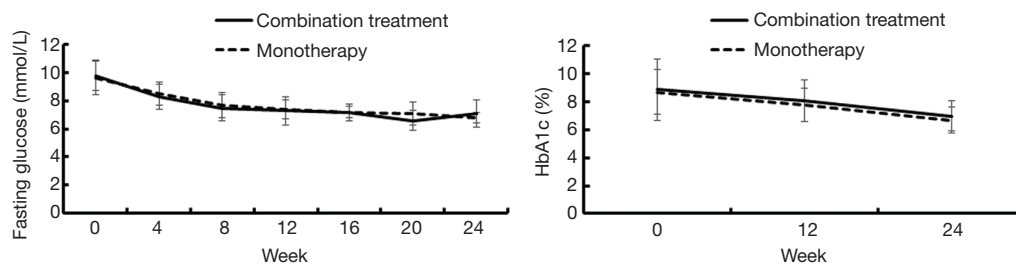 Combination treatment
Monotherapy
Fasting glucose (mmol/L)
12
10
8
6
4
2
0
0 4 8 12 16 20 24
Week
Combination treatment
Monotherapy
HbA1c (%)
12
10
8
6
4
2
0
0 12 24
Week